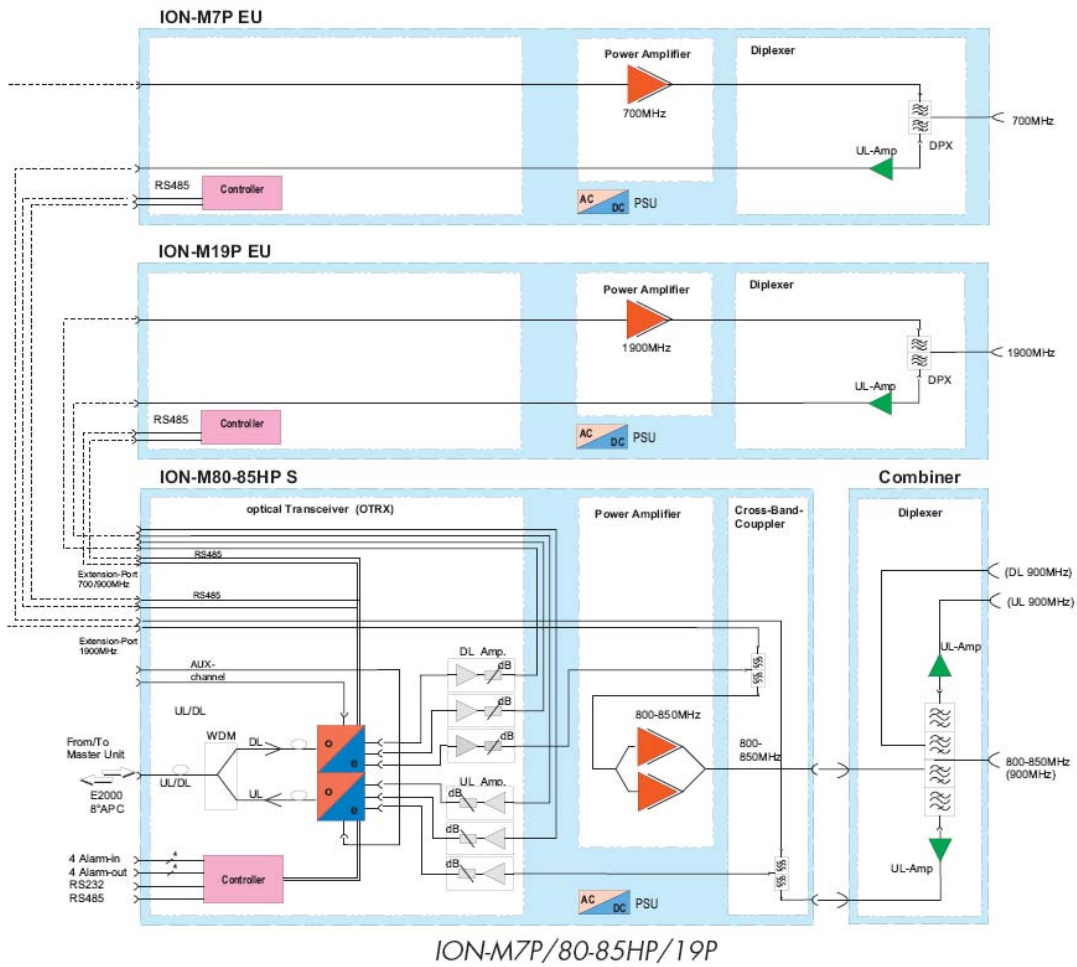 ION-M7P EU
Power Amplifier
Diplexer
700MHz
700MHz
UL-Amp
DPX
RS485
Controller
AC
DC
PSU
ION-M19P EU
Power Amplifier
Diplexer
1900MHz
1900MHz
UL-Amp
DPX
RS485
Controller
AC
DC
PSU
ION-M80-85HP S
Combiner
optical Transceiver (OTRX)
Power Amplifier
Cross-Band-
Couppler
Diplexer
RS485
Extension-Port
700/900MHz
RS485
Extension-Port
1900MHz
(DL 900MHz)
(UL 900MHz)
AUX-
channel
DL Amp.
dB
dB
dB
UL-Amp
UL/DL
WDM
DL
o
e
800-850MHz
800-
850MHz
From/To
Master Unit
UL/DL
E2000
8°APC
UL
o
e
UL Amp.
dB
dB
dB
800-850MHz
(900MHz)
UL-Amp
4 Alarm-in
4
4 Alarm-out
4
RS232
RS485
Controller
AC
DC
PSU
ION-M7P/80-85HP/19P